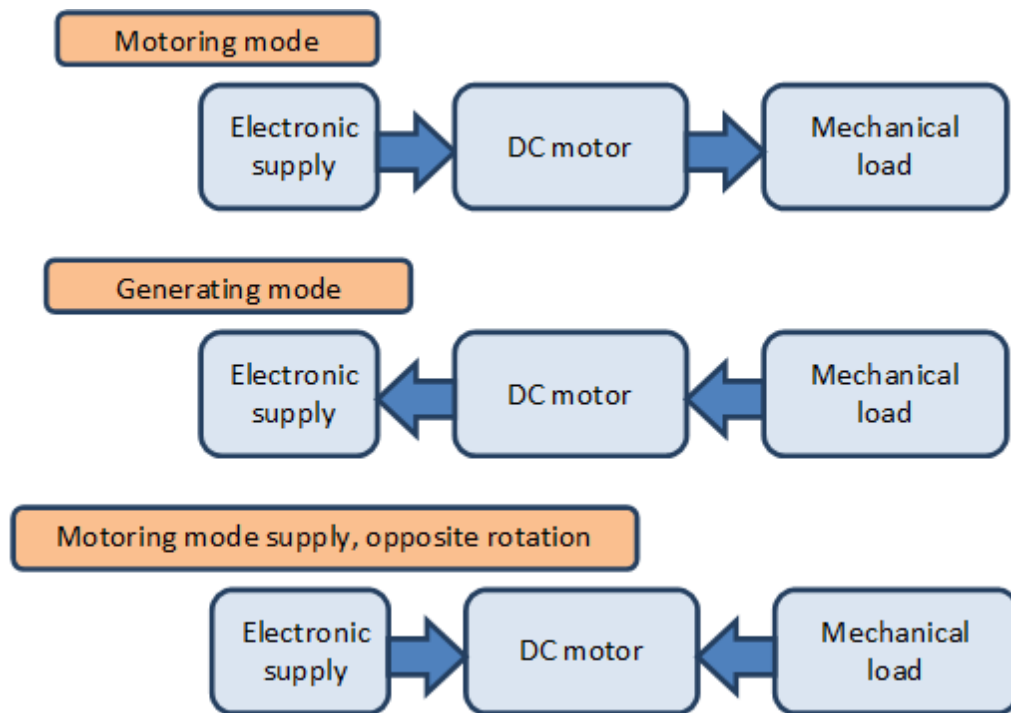 Motoring mode
Electronic
supply
DC motor
Mechanical
load
Generating mode
Electronic
supply
DC motor
Mechanical
load
Motoring mode supply, opposite rotation
Electronic
supply
DC motor
Mechanical
load